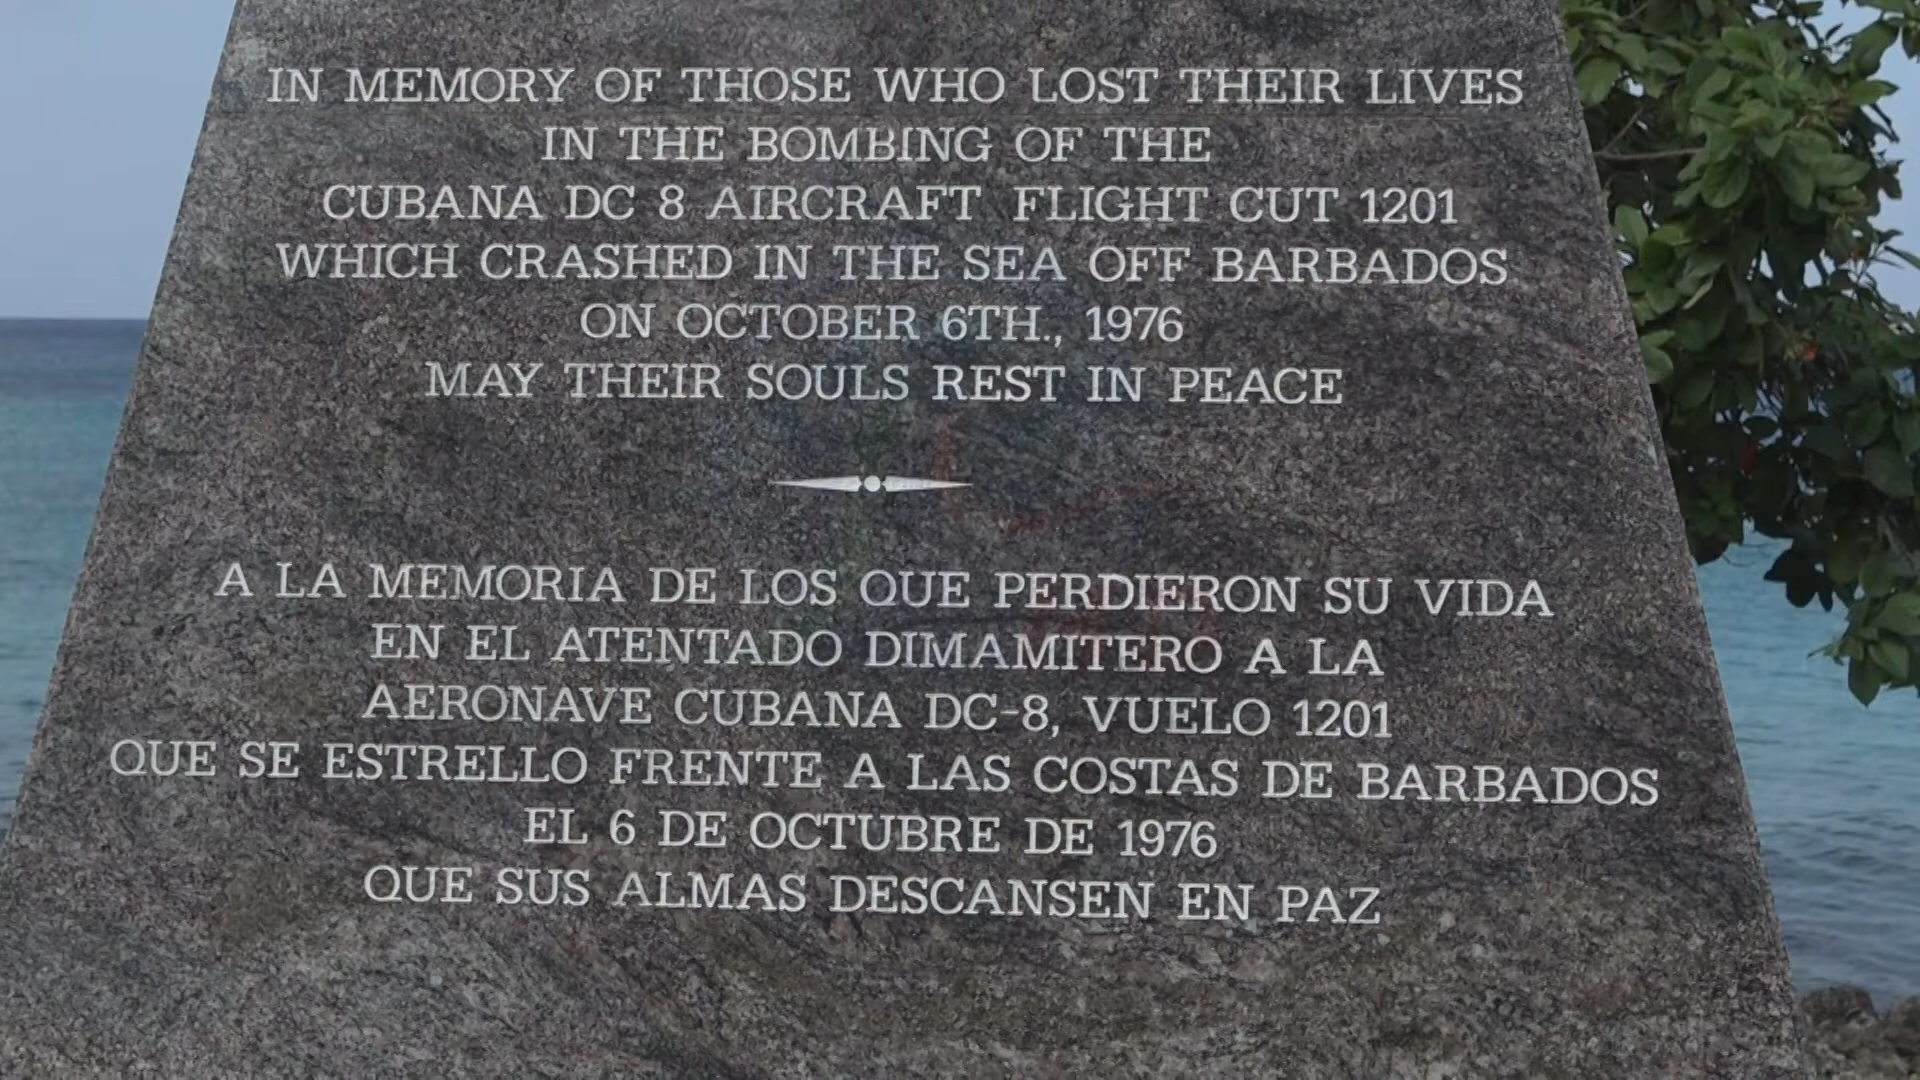 IN MEMORY OF THOSE WHO LOST THEIR LIVES
IN THE BOMBING OF THE
CUBANA DC 8 AIRCRAFT FLIGHT CUT 1201
WHICH CRASHED IN THE SEA OFF BARBADOS
ON OCTOBER 6TH., 1976
MAY THEIR SOULS REST IN PEACE
A LA MEMORIA DE LOS QUE PERDIERON SU VIDA
EN EL ATENTADO DIMAMITERO A LA
AERONAVE CUBANA DC-8, VUELO 1201
QUE SE ESTRELLO FRENTE A LAS COSTAS DE BARBADOS
EL 6 DE OCTUBRE DE 1976
QUE SUS ALMAS DESCANSEN EN PAZ